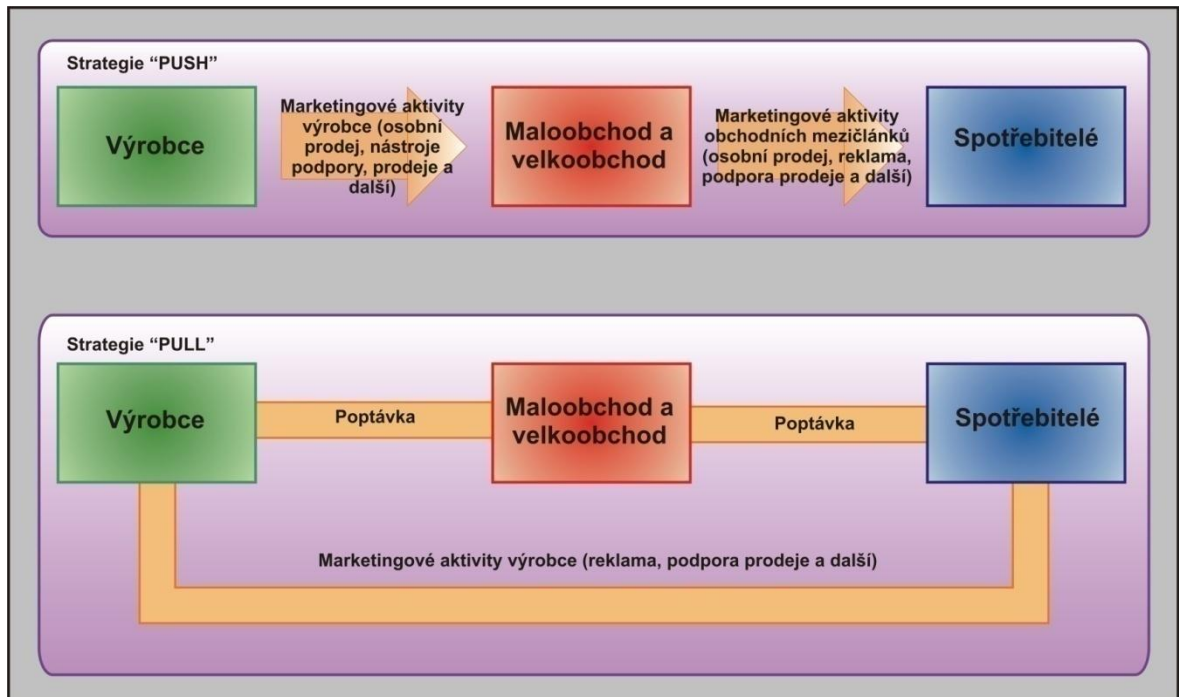 Strategie “PUSH”
Výrobce
Marketingové aktivity
výrobce (osobní
prodej, nástroje
podpory, prodeje a
další)
Maloobchod a
velkoobchod
Marketingové aktivity
obchodních mezičlánků
(osobní prodej, reklama,
podpora prodeje a další)
Spotřebitelé
Strategie “PULL”
Výrobce
Poptávka
Maloobchod a
velkoobchod
Poptávka
Spotřebitelé
Marketingové aktivity výrobce (reklama, podpora prodeje a další)